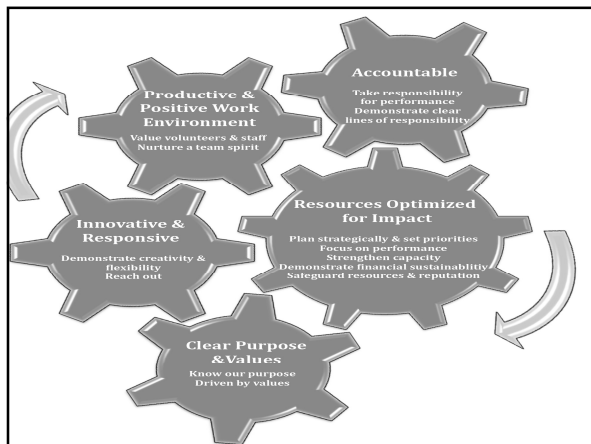 Productive &
Positive Work
Environment
Value volunteers & staff
Nurture a team spirit
Accountable
Take responsibility
for performance
Demonstrate clear
lines of responsibility
Innovative &
Responsive
Demonstrate creativity &
flexibility
Reach out
Resources Optimized
for Impact
Plan strategically & set priorities
Focus on performance
Strengthen capacity
Demonstrate financial sustainablitiy
Safeguard resources & reputation
Clear Purpose
&Values
Know our purpose
Driven by values